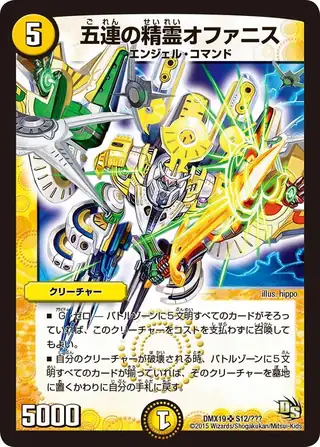 5
五連の精霊オファニス
ごれん せいれい
エンジェル・コマンド
illus. hippo
クリーチャー
■G・ゼロ─バトルゾーンに5文明すべてのカードがそろっ
ていれば、このクリーチャーをコストを支払わずに召喚して
もよい。
■自分のクリーチャーが破壊される時、バトルゾーンに5文
明すべてのカードが揃っていれば、そのクリーチャーを墓地
に置くかわりに自分の手札に戻す。
5000
1
DS
DMX19 S12/???
©2015 Wizards/Shogakukan/Mitsui-Kids